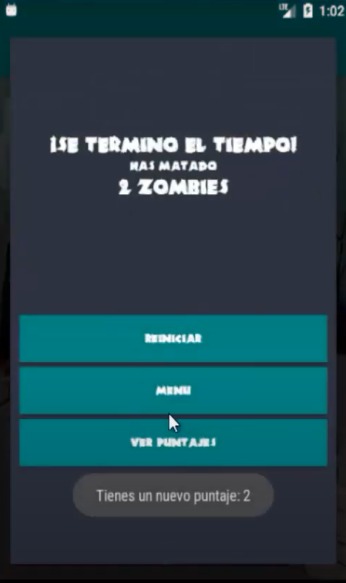 LTE 1:02
¡SE TERMINO EL TIEMPO!
HAS MATADO
2 ZOMBIES
REINICIAR
MENU
VER PUNTAJES
Tienes un nuevo puntaje: 2